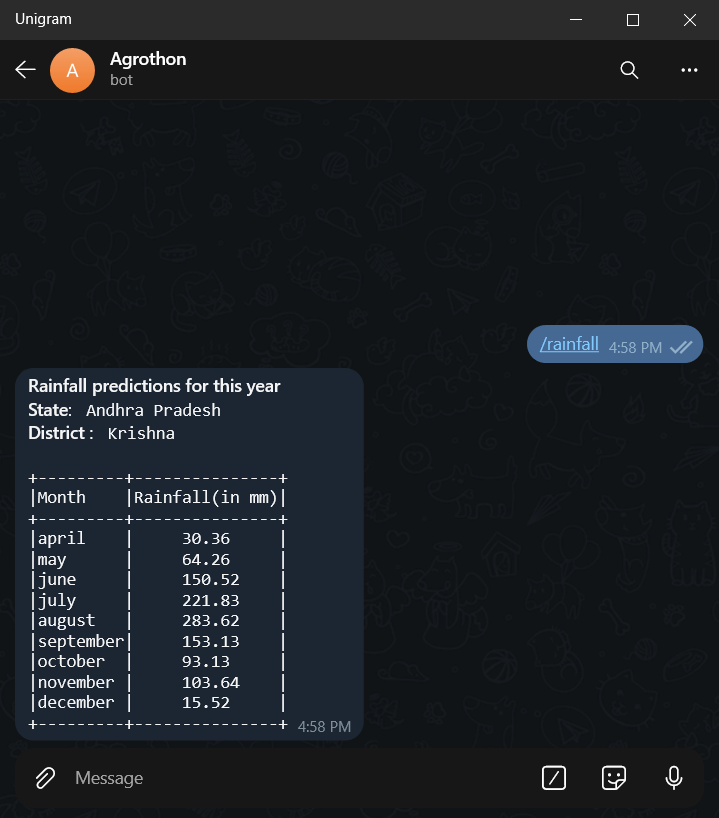 Unigram
A
Agrothon
bot
/rainfall 4:58 PM
Rainfall predictions for this year
State: Andhra Pradesh
District : Krishna
+---------+---------------+
|Month    |Rainfall(in mm)|
+---------+---------------+
|april    |     30.36     |
|may      |     64.26     |
|june     |     150.52    |
|july     |     221.83    |
|august   |     283.62    |
|september|     153.13    |
|october  |     93.13     |
|november |     103.64    |
|december |     15.52     |
+---------+---------------+ 4:58 PM
Message